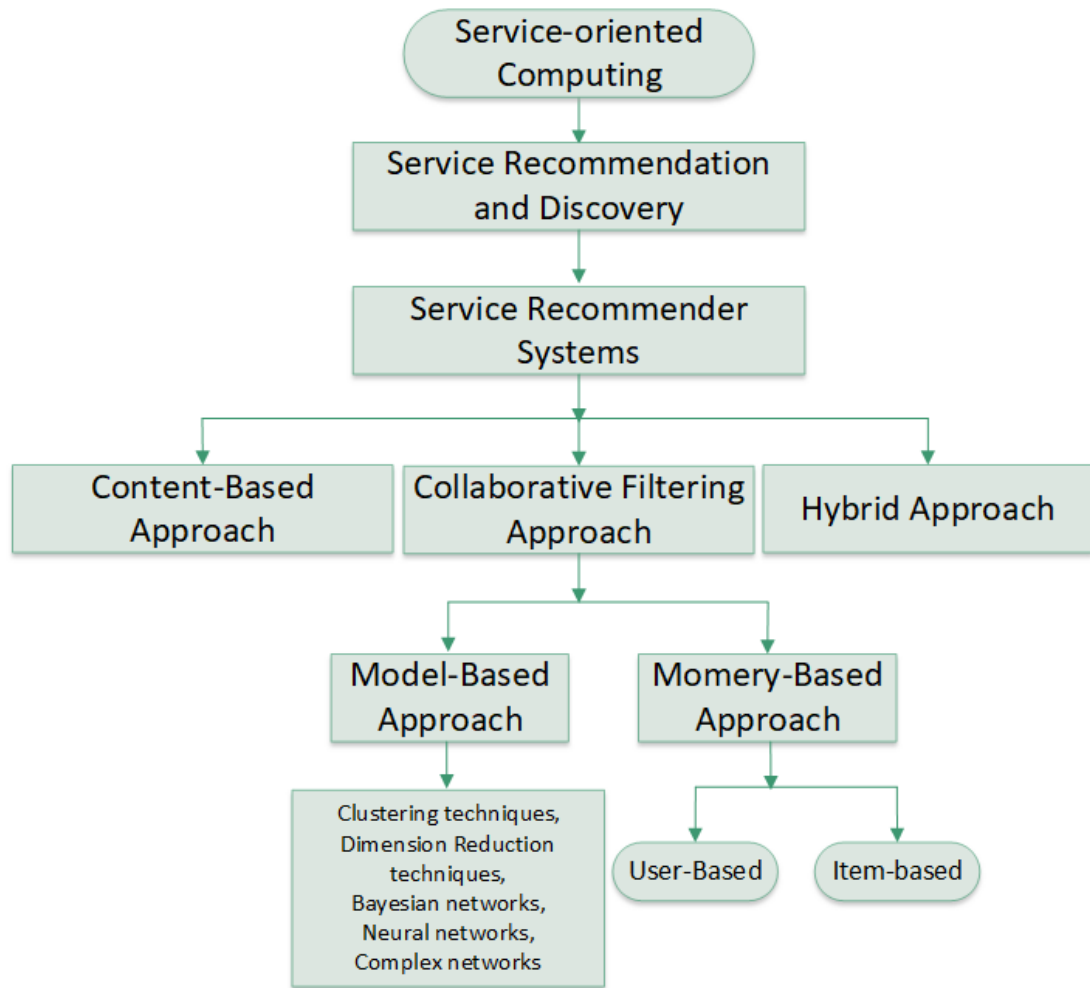 Service-oriented
Computing
Service Recommendation
and Discovery
Service Recommender
Systems
Content-Based
Approach
Collaborative Filtering
Approach
Hybrid Approach
Model-Based
Approach
Momery-Based
Approach
Clustering techniques,
Dimension Reduction
techniques,
Bayesian networks,
Neural networks,
Complex networks
User-Based
Item-based